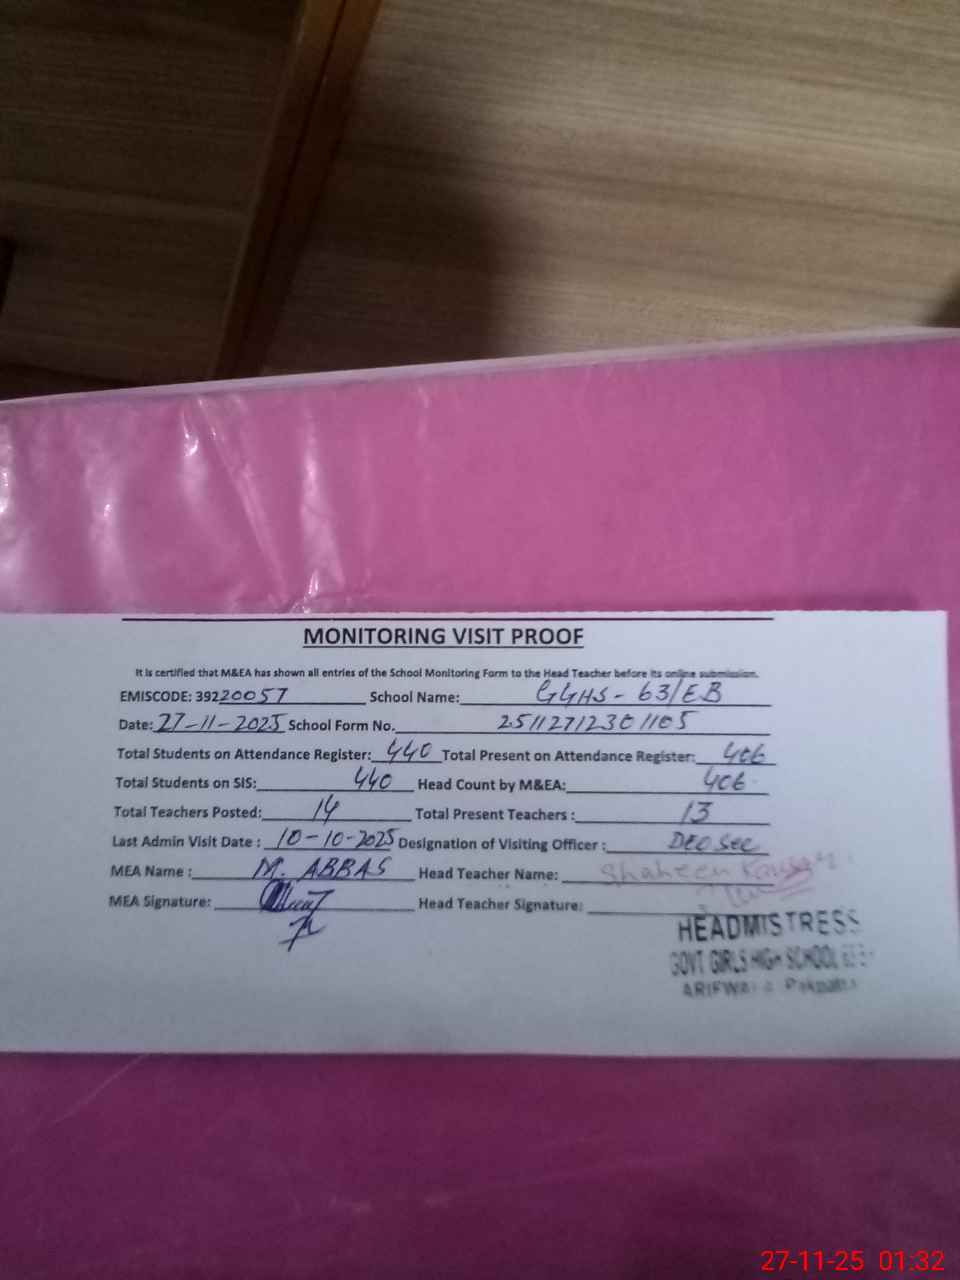 MONITORING VISIT PROOF
It is certified that M&EA has shown all entries of the School Monitoring Form to the Head Teacher before its online submission.
EMISCODE: 39220057 School Name: GGHS - 63/EB
Date: 27-11-2025 School Form No. 25112712301105
Total Students on Attendance Register: 440 Total Present on Attendance Register: 406
Total Students on SIS: 440 Head Count by M&EA: 406
Total Teachers Posted: 14 Total Present Teachers : 13
Last Admin Visit Date : 10-10-2025 Designation of Visiting Officer : DEO SEC
MEA Name : M. ABBAS Head Teacher Name: Shaheen Kausar
MEA Signature: Head Teacher Signature:
HEADMISTRESS
GOVT GIRLS HIGH SCHOOL
ARIFWALA Pakpattan
27-11-25 01:32